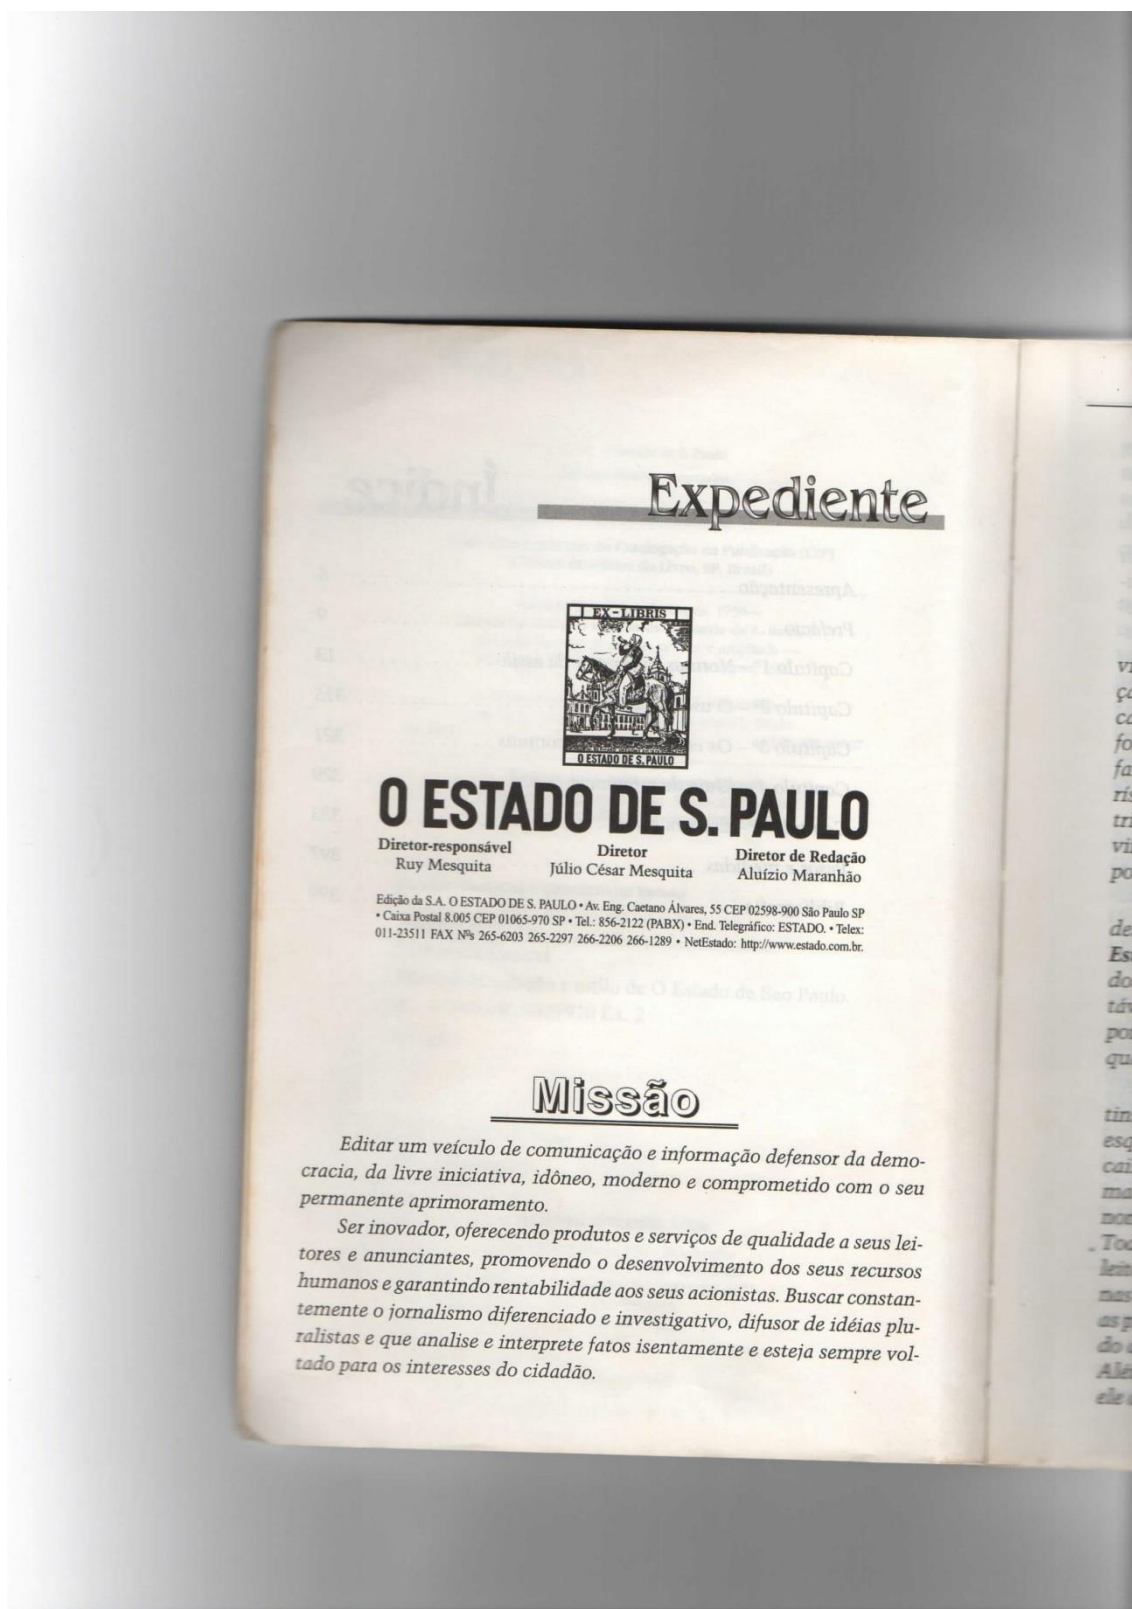 Expediente
EX-LIBRIS
O ESTADO DE S. PAULO
O ESTADO DE S. PAULO
Diretor-responsável Diretor Diretor de Redação
Ruy Mesquita Júlio César Mesquita Aluízio Maranhão
Edição da S.A. O ESTADO DE S. PAULO • Av. Eng. Caetano Álvares, 55 CEP 02598-900 São Paulo SP
• Caixa Postal 8.005 CEP 01065-970 SP • Tel.: 856-2122 (PABX) • End. Telegráfico: ESTADO. • Telex:
011-23511 FAX Nºs 265-6203 265-2297 266-2206 266-1289 • NetEstado: http://www.estado.com.br.
Missão
Editar um veículo de comunicação e informação defensor da demo-
cracia, da livre iniciativa, idôneo, moderno e comprometido com o seu
permanente aprimoramento.
Ser inovador, oferecendo produtos e serviços de qualidade a seus lei-
tores e anunciantes, promovendo o desenvolvimento dos seus recursos
humanos e garantindo rentabilidade aos seus acionistas. Buscar constan-
temente o jornalismo diferenciado e investigativo, difusor de idéias plu-
ralistas e que analise e interprete fatos isentamente e esteja sempre vol-
tado para os interesses do cidadão.